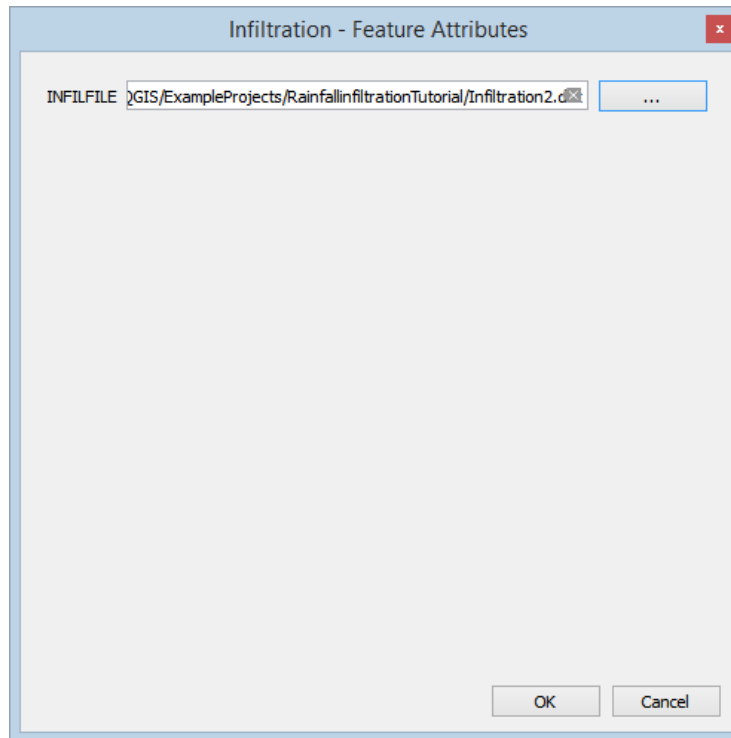 Infiltration - Feature Attributes
x
INFILFILE QGIS/ExampleProjects/RainfallinfiltrationTutorial/Infiltration2.d ...
OK Cancel